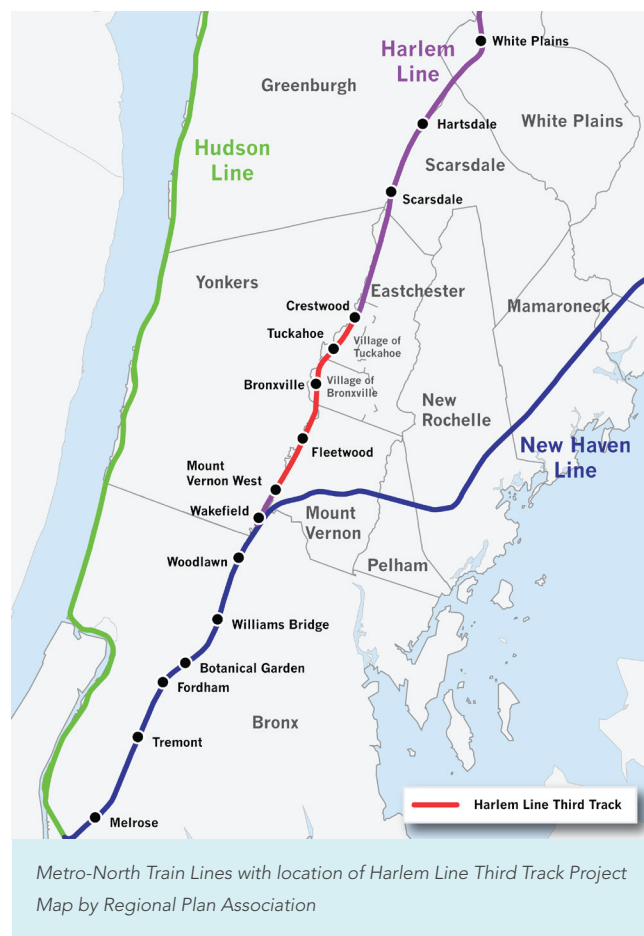 Harlem
Line
White Plains
Greenburgh
Hartsdale
White Plains
Hudson
Line
Scarsdale
Scarsdale
Yonkers
Eastchester
Crestwood
Mamaroneck
Tuckahoe
Village of
Tuckahoe
Bronxville
Village of
Bronxville
New
Rochelle
Fleetwood
New Haven
Line
Mount
Vernon West
Wakefield
Mount
Vernon
Woodlawn
Pelham
Williams Bridge
Botanical Garden
Fordham
Bronx
Tremont
Harlem Line Third Track
Melrose
Metro-North Train Lines with location of Harlem Line Third Track Project
Map by Regional Plan Association